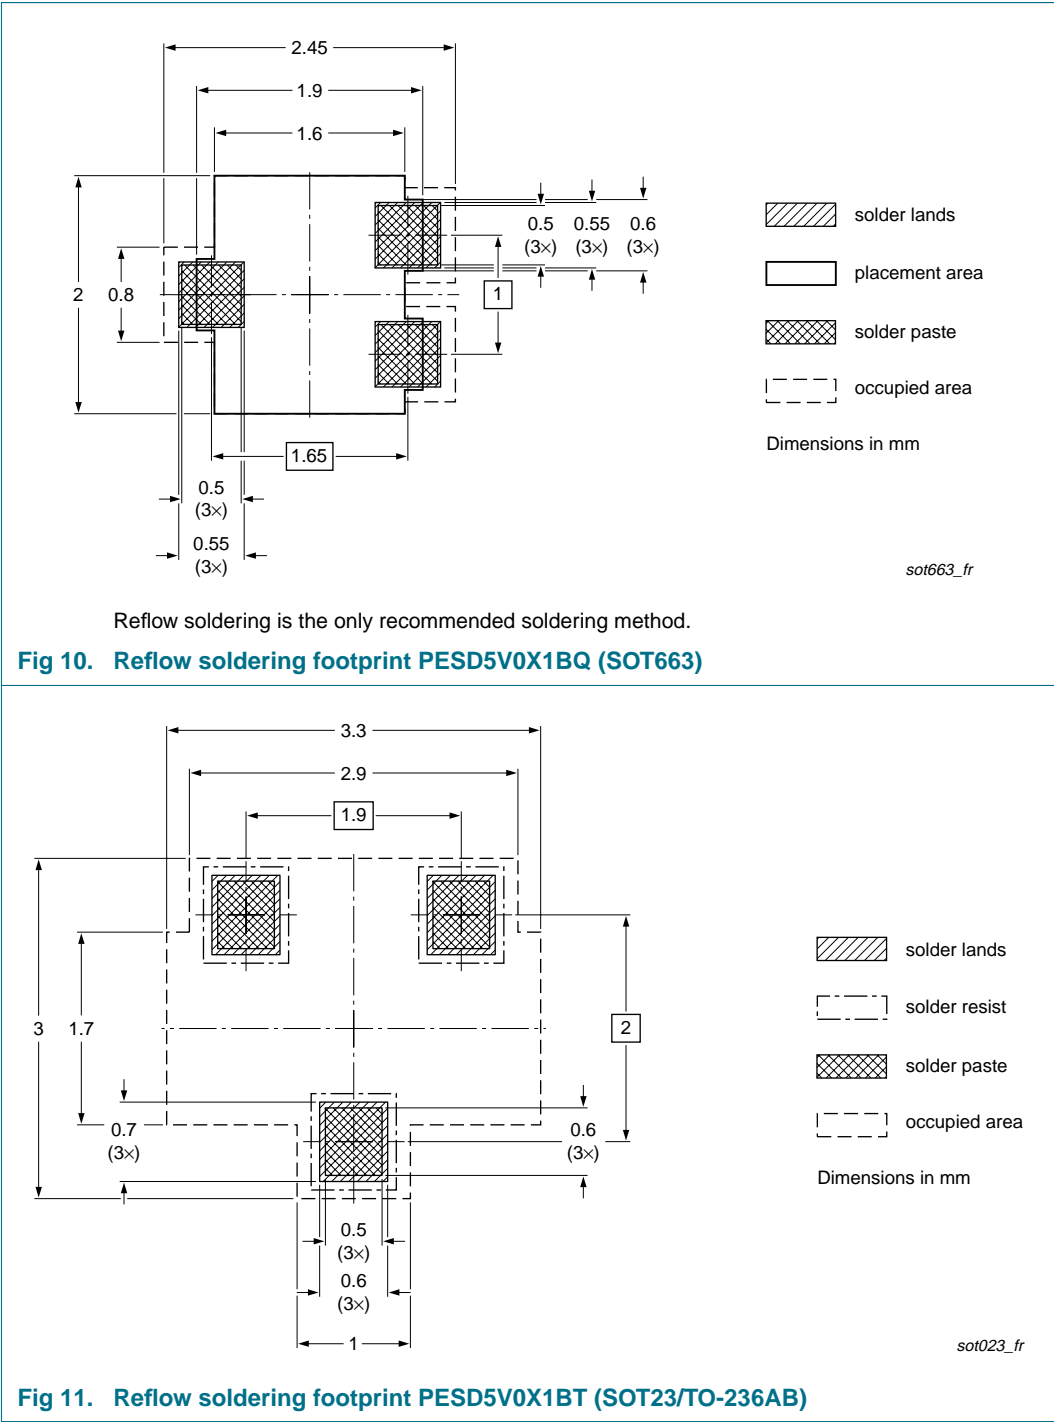 2.45
1.9
1.6
0.5 0.55 0.6
(3×) (3×) (3×)
2 0.8 1
1.65
0.5
(3×)
0.55
(3×)
solder lands
placement area
solder paste
occupied area
Dimensions in mm
sot663_fr
Reflow soldering is the only recommended soldering method.
Fig 10. Reflow soldering footprint PESD5V0X1BQ (SOT663)
3.3
2.9
1.9
3 1.7 2
0.7
(3×)
0.6
(3×)
0.5
(3×)
0.6
(3×)
1
solder lands
solder resist
solder paste
occupied area
Dimensions in mm
sot023_fr
Fig 11. Reflow soldering footprint PESD5V0X1BT (SOT23/TO-236AB)